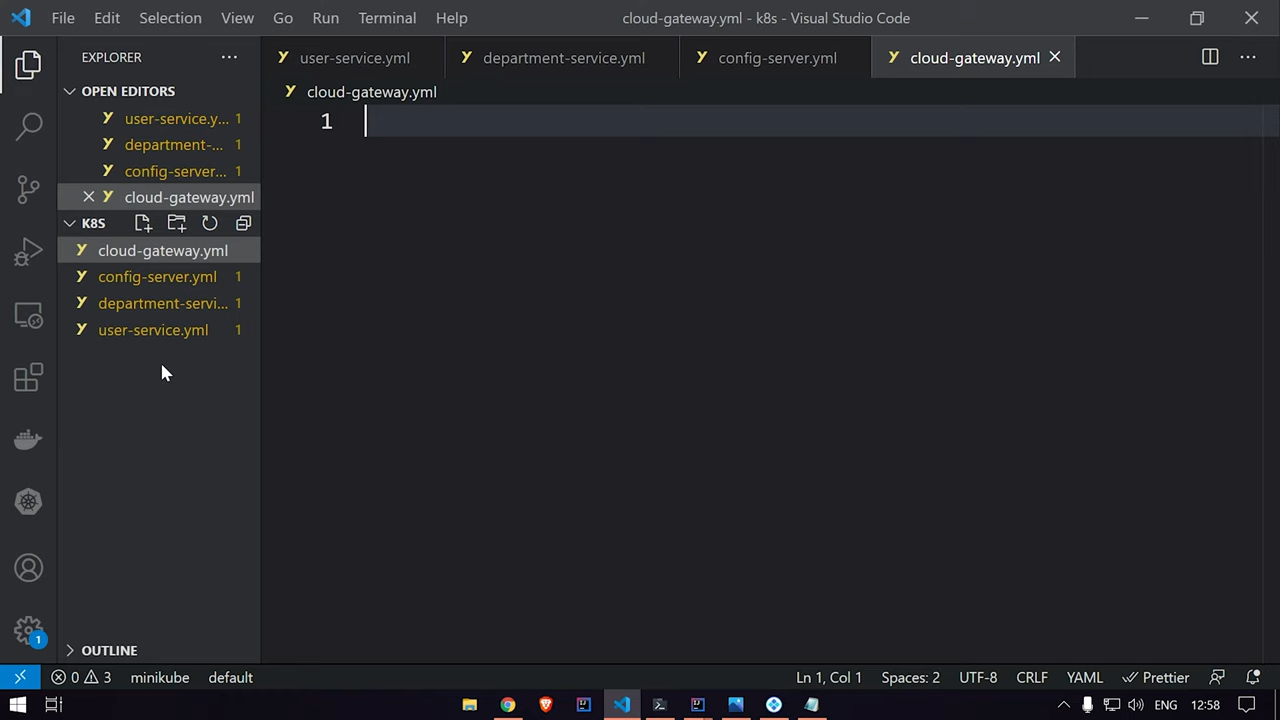 File Edit Selection View Go Run Terminal Help cloud-gateway.yml - k8s - Visual Studio Code
EXPLORER
user-service.yml department-service.yml config-server.yml cloud-gateway.yml
OPEN EDITORS
cloud-gateway.yml
user-service.y... 1
1
department-... 1
config-server... 1
cloud-gateway.yml
K8S
cloud-gateway.yml
config-server.yml 1
department-servi... 1
user-service.yml 1
1
OUTLINE
0 3 minikube default Ln 1, Col 1 Spaces: 2 UTF-8 CRLF YAML Prettier
ENG 12:58